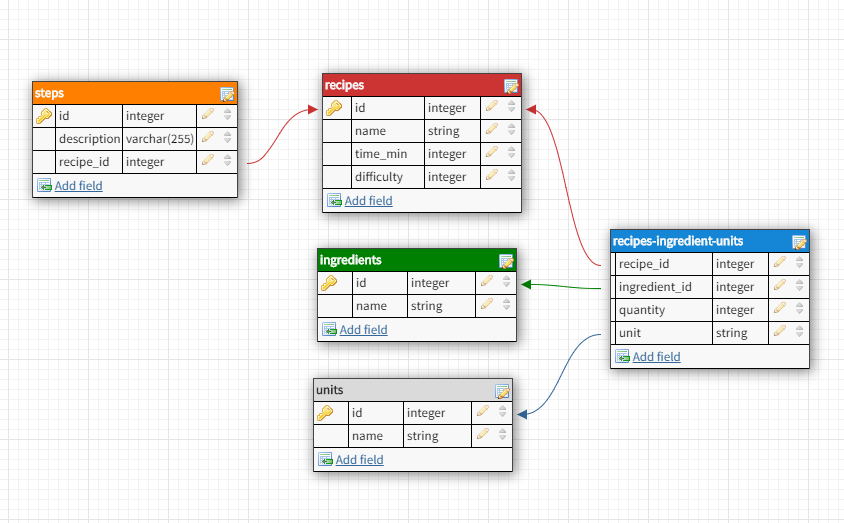 steps
id integer
description varchar(255)
recipe_id integer
Add field
recipes
id integer
name string
time_min integer
difficulty integer
Add field
ingredients
id integer
name string
Add field
units
id integer
name string
Add field
recipes-ingredient-units
recipe_id integer
ingredient_id integer
quantity integer
unit string
Add field